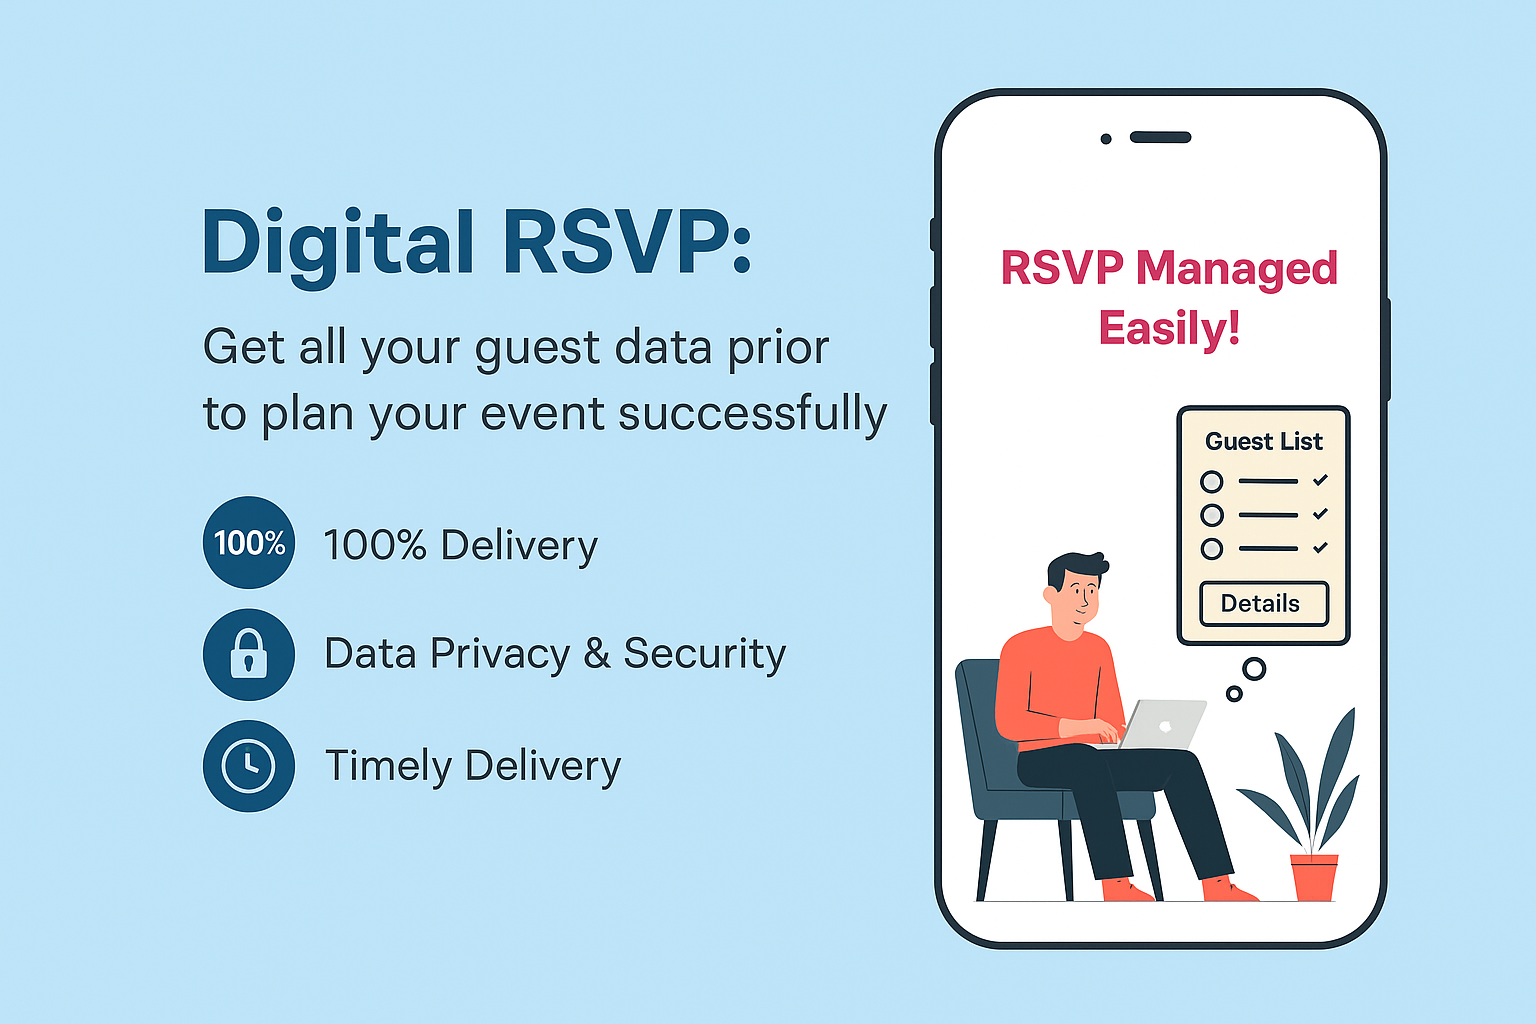 Digital RSVP:
Get all your guest data prior
to plan your event successfully
100%
100% Delivery
Data Privacy & Security
Timely Delivery
RSVP Managed
Easily!
Guest List
Details